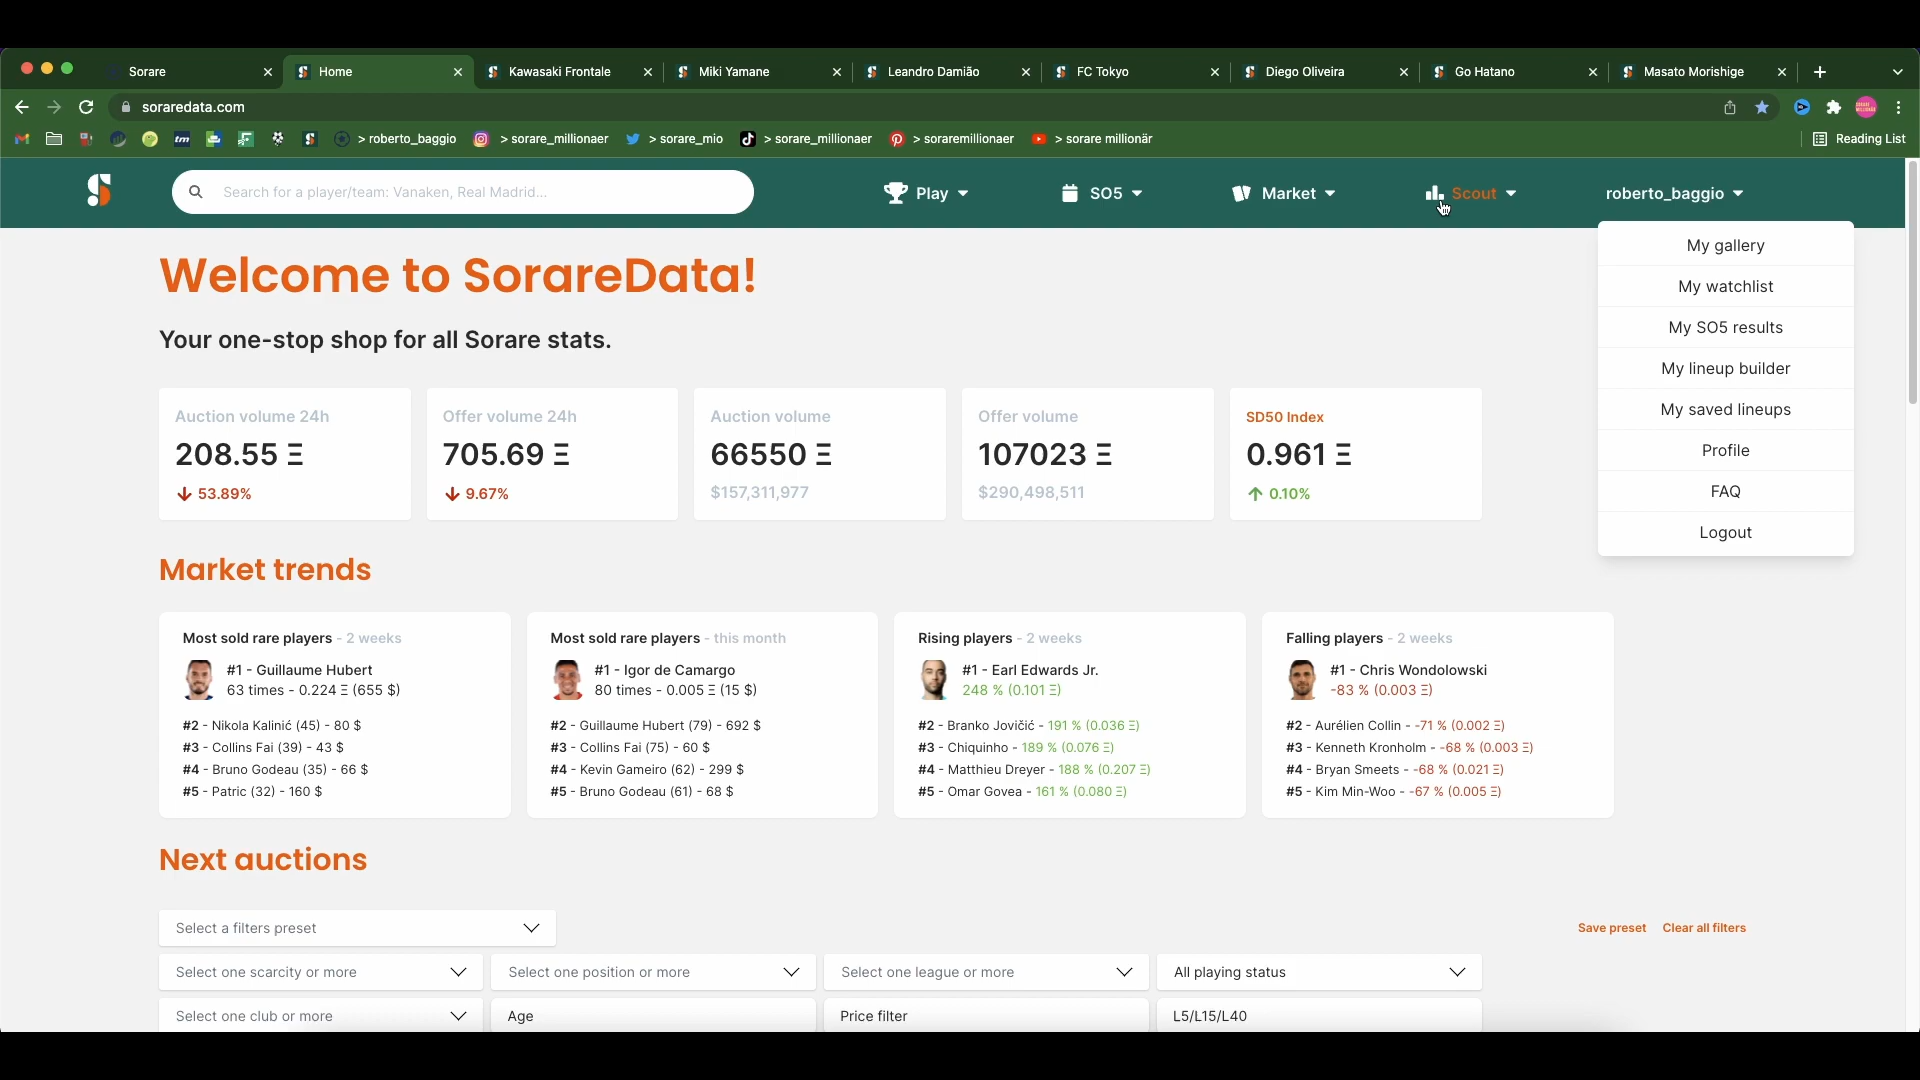 Sorare
Home
Kawasaki Frontale
Miki Yamane
Leandro Damião
FC Tokyo
Diego Oliveira
Go Hatano
Masato Morishige
soraredata.com
tm
> roberto_baggio
> sorare_millionaer
> sorare_mio
> sorare_millionaer
> soraremillionaer
> sorare millionär
Reading List
Search for a player/team: Vanaken, Real Madrid...
Play
SO5
Market
Scout
roberto_baggio
My gallery
My watchlist
My SO5 results
My lineup builder
My saved lineups
Profile
FAQ
Logout
Welcome to SorareData!
Your one-stop shop for all Sorare stats.
Auction volume 24h
208.55 Ξ
53.89%
Offer volume 24h
705.69 Ξ
9.67%
Auction volume
66550 Ξ
$157,311,977
Offer volume
107023 Ξ
$290,498,511
SD50 Index
0.961 Ξ
0.10%
Market trends
Most sold rare players - 2 weeks
#1 - Guillaume Hubert
63 times - 0.224 Ξ (655 $)
#2 - Nikola Kalinić (45) - 80 $
#3 - Collins Fai (39) - 43 $
#4 - Bruno Godeau (35) - 66 $
#5 - Patric (32) - 160 $
Most sold rare players - this month
#1 - Igor de Camargo
80 times - 0.005 Ξ (15 $)
#2 - Guillaume Hubert (79) - 692 $
#3 - Collins Fai (75) - 60 $
#4 - Kevin Gameiro (62) - 299 $
#5 - Bruno Godeau (61) - 68 $
Rising players - 2 weeks
#1 - Earl Edwards Jr.
248 % (0.101 Ξ)
#2 - Branko Jovičić - 191 % (0.036 Ξ)
#3 - Chiquinho - 189 % (0.076 Ξ)
#4 - Matthieu Dreyer - 188 % (0.207 Ξ)
#5 - Omar Govea - 161 % (0.080 Ξ)
Falling players - 2 weeks
#1 - Chris Wondolowski
-83 % (0.003 Ξ)
#2 - Aurélien Collin - -71 % (0.002 Ξ)
#3 - Kenneth Kronholm - -68 % (0.003 Ξ)
#4 - Bryan Smeets - -68 % (0.021 Ξ)
#5 - Kim Min-Woo - -67 % (0.005 Ξ)
Next auctions
Select a filters preset
Save preset
Clear all filters
Select one scarcity or more
Select one position or more
Select one league or more
All playing status
Select one club or more
Age
Price filter
L5/L15/L40